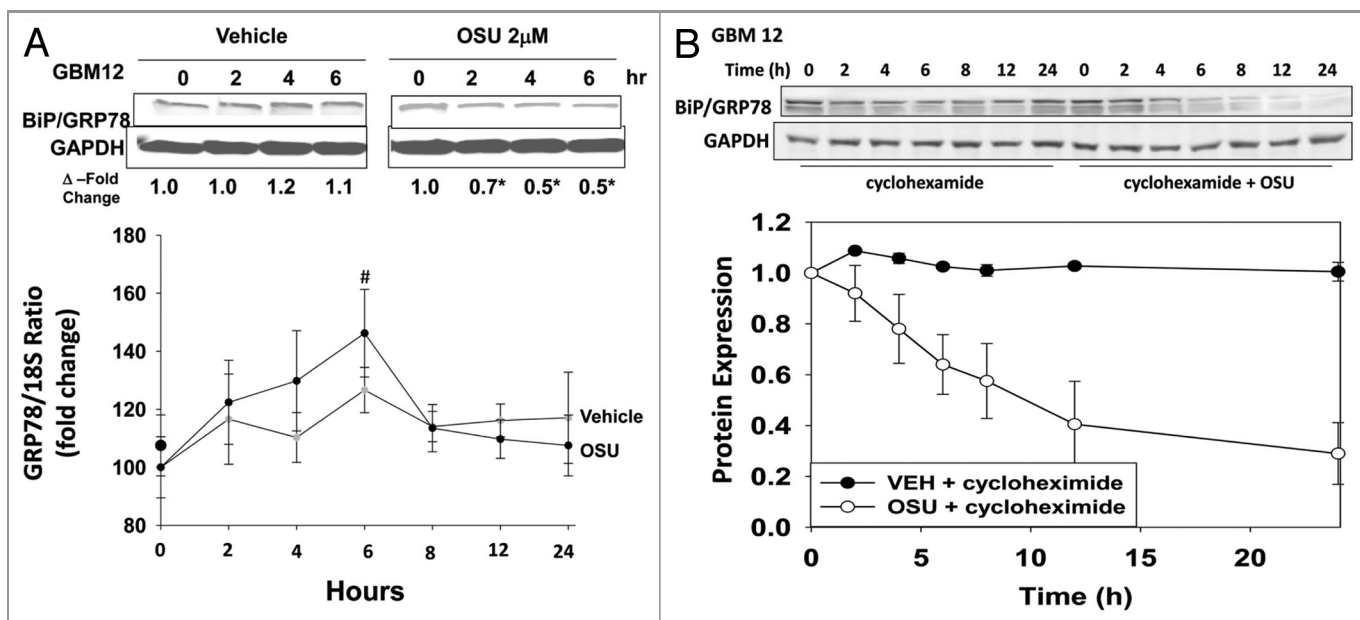 A
Vehicle
OSU 2μM
GBM12
0 2 4 6
0 2 4 6 hr
BiP/GRP78
GAPDH
Δ –Fold
Change
1.0 1.0 1.2 1.1
1.0 0.7* 0.5* 0.5*
GRP78/18S Ratio
(fold change)
180
160
140
120
100
80
#
Vehicle
OSU
0 2 4 6 8 12 24
Hours
B
GBM 12
Time (h) 0 2 4 6 8 12 24 0 2 4 6 8 12 24
BiP/GRP78
GAPDH
cyclohexamide
cyclohexamide + OSU
Protein Expression
1.2
1.0
0.8
0.6
0.4
0.2
0.0
VEH + cycloheximide
OSU + cycloheximide
0 5 10 15 20
Time (h)